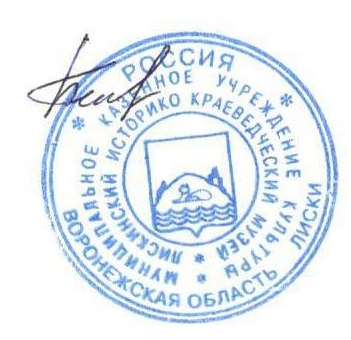 РОССИЯ
ВОРОНЕЖСКАЯ ОБЛАСТЬ ЛИСКИ
МУНИЦИПАЛЬНОЕ КАЗЕННОЕ УЧРЕЖДЕНИЕ КУЛЬТУРЫ
ЛИСКИНСКИЙ ИСТОРИКО КРАЕВЕДЧЕСКИЙ МУЗЕЙ